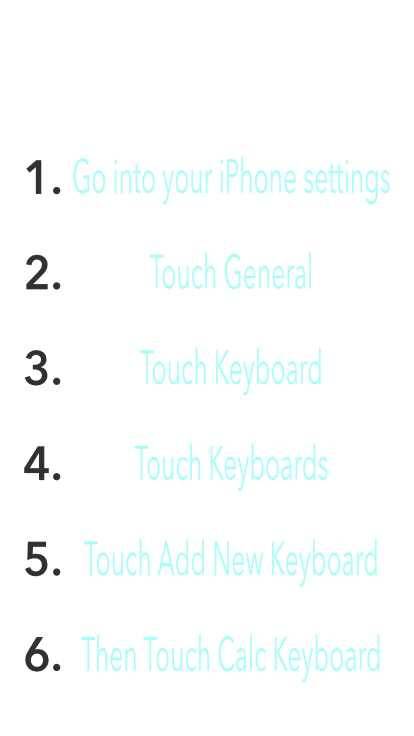 1. Go into your iPhone settings
2. Touch General
3. Touch Keyboard
4. Touch Keyboards
5. Touch Add New Keyboard
6. Then Touch Calc Keyboard